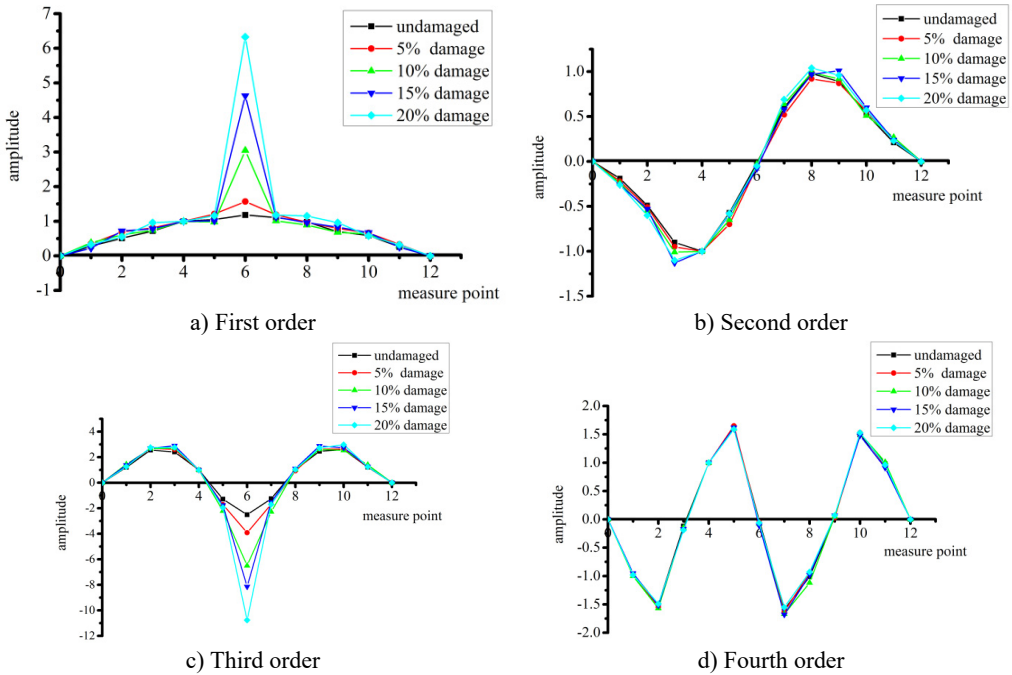 undamaged
5% damage
10% damage
15% damage
20% damage
amplitude
7
6
5
4
3
2
1
0
-1
0 2 4 6 8 10 12
measure point
a) First order
undamaged
5% damage
10% damage
15% damage
20% damage
amplitude
1.0
0.5
0.0
-0.5
-1.0
-1.5
0 2 4 6 8 10 12
measure point
b) Second order
undamaged
5% damage
10% damage
15% damage
20% damage
amplitude
4
2
0
-2
-4
-6
-8
-10
-12
0 2 4 6 8 10 12
measure point
c) Third order
undamaged
5% damage
10% damage
15% damage
20% damage
amplitude
2.0
1.5
1.0
0.5
0.0
-0.5
-1.0
-1.5
-2.0
0 2 4 6 8 10 12
measure point
d) Fourth order